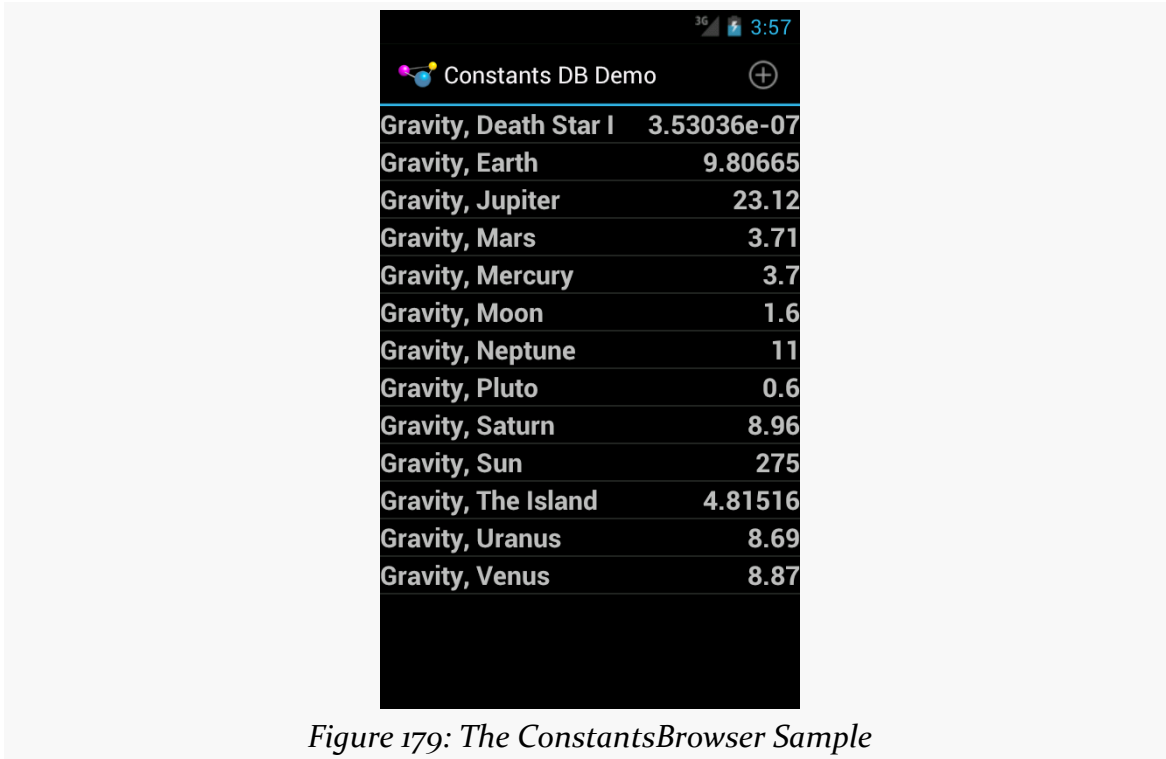 3G 3:57
Constants DB Demo
Gravity, Death Star I 3.53036e-07
Gravity, Earth 9.80665
Gravity, Jupiter 23.12
Gravity, Mars 3.71
Gravity, Mercury 3.7
Gravity, Moon 1.6
Gravity, Neptune 11
Gravity, Pluto 0.6
Gravity, Saturn 8.96
Gravity, Sun 275
Gravity, The Island 4.81516
Gravity, Uranus 8.69
Gravity, Venus 8.87
Figure 179: The ConstantsBrowser Sample